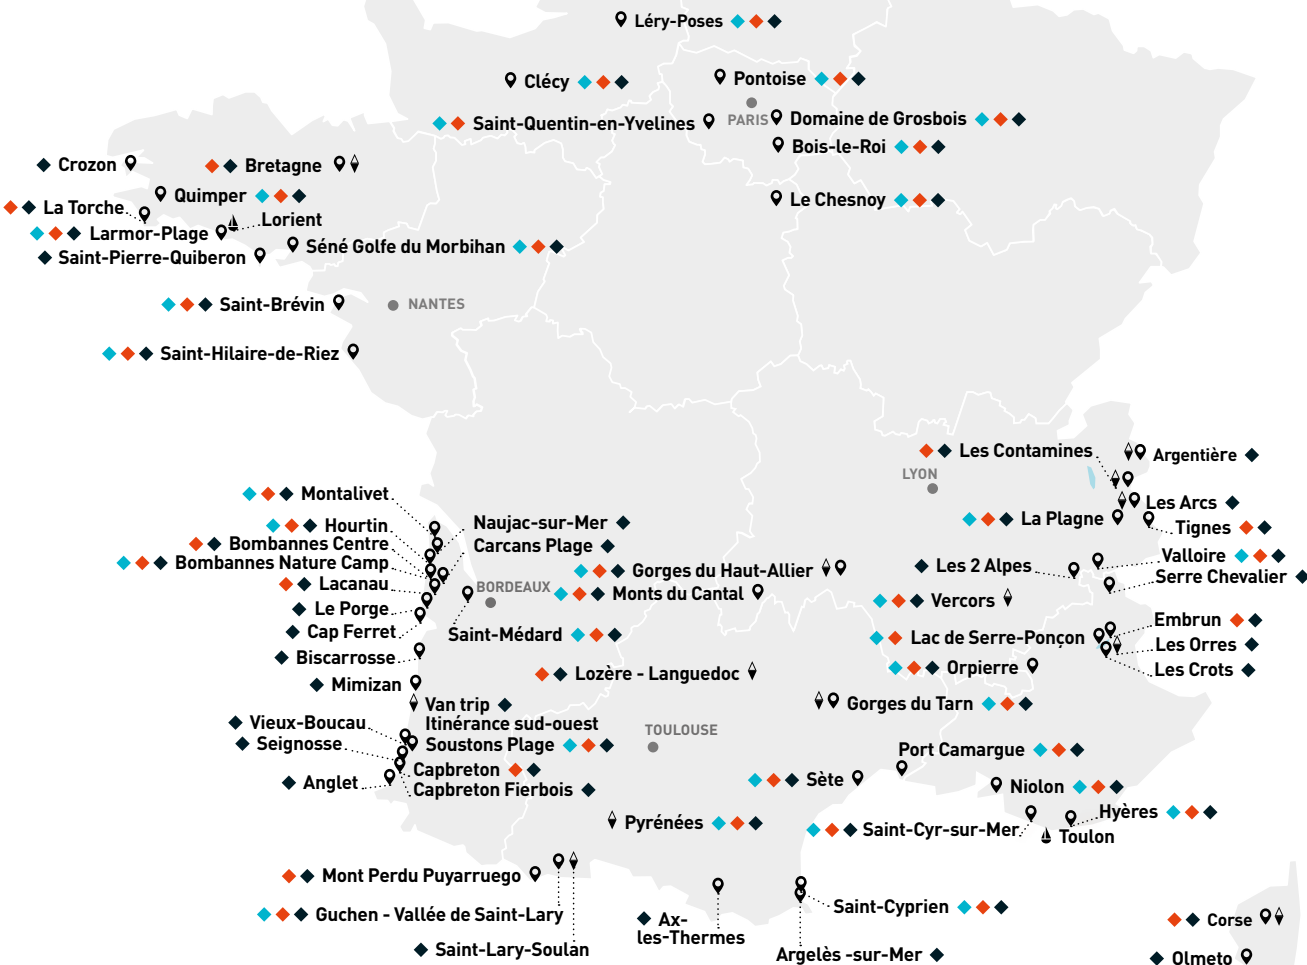 Léry-Poses
Clécy
Pontoise
Saint-Quentin-en-Yvelines
PARIS
Domaine de Grosbois
Bois-le-Roi
Crozon
Bretagne
Quimper
Le Chesnoy
La Torche
Lorient
Larmor-Plage
Séné Golfe du Morbihan
Saint-Pierre-Quiberon
Saint-Brévin
NANTES
Saint-Hilaire-de-Riez
Les Contamines
Argentière
LYON
Montalivet
Les Arcs
La Plagne
Tignes
Hourtin
Naujac-sur-Mer
Bombannes Centre
Carcans Plage
Valloire
Bombannes Nature Camp
Gorges du Haut-Allier
Les 2 Alpes
Serre Chevalier
Lacanau
BORDEAUX
Monts du Cantal
Vercors
Le Porge
Embrun
Cap Ferret
Saint-Médard
Lac de Serre-Ponçon
Les Orres
Biscarrosse
Lozère - Languedoc
Orpierre
Les Crots
Mimizan
Van trip
Itinérance sud-ouest
Gorges du Tarn
Vieux-Boucau
TOULOUSE
Seignosse
Soustons Plage
Port Camargue
Capbreton
Anglet
Capbreton Fierbois
Sète
Niolon
Hyères
Pyrénées
Saint-Cyr-sur-Mer
Toulon
Mont Perdu Puyarruego
Guchen - Vallée de Saint-Lary
Saint-Cyprien
Ax-
les-Thermes
Corse
Saint-Lary-Soulan
Argelès -sur-Mer
Olmeto